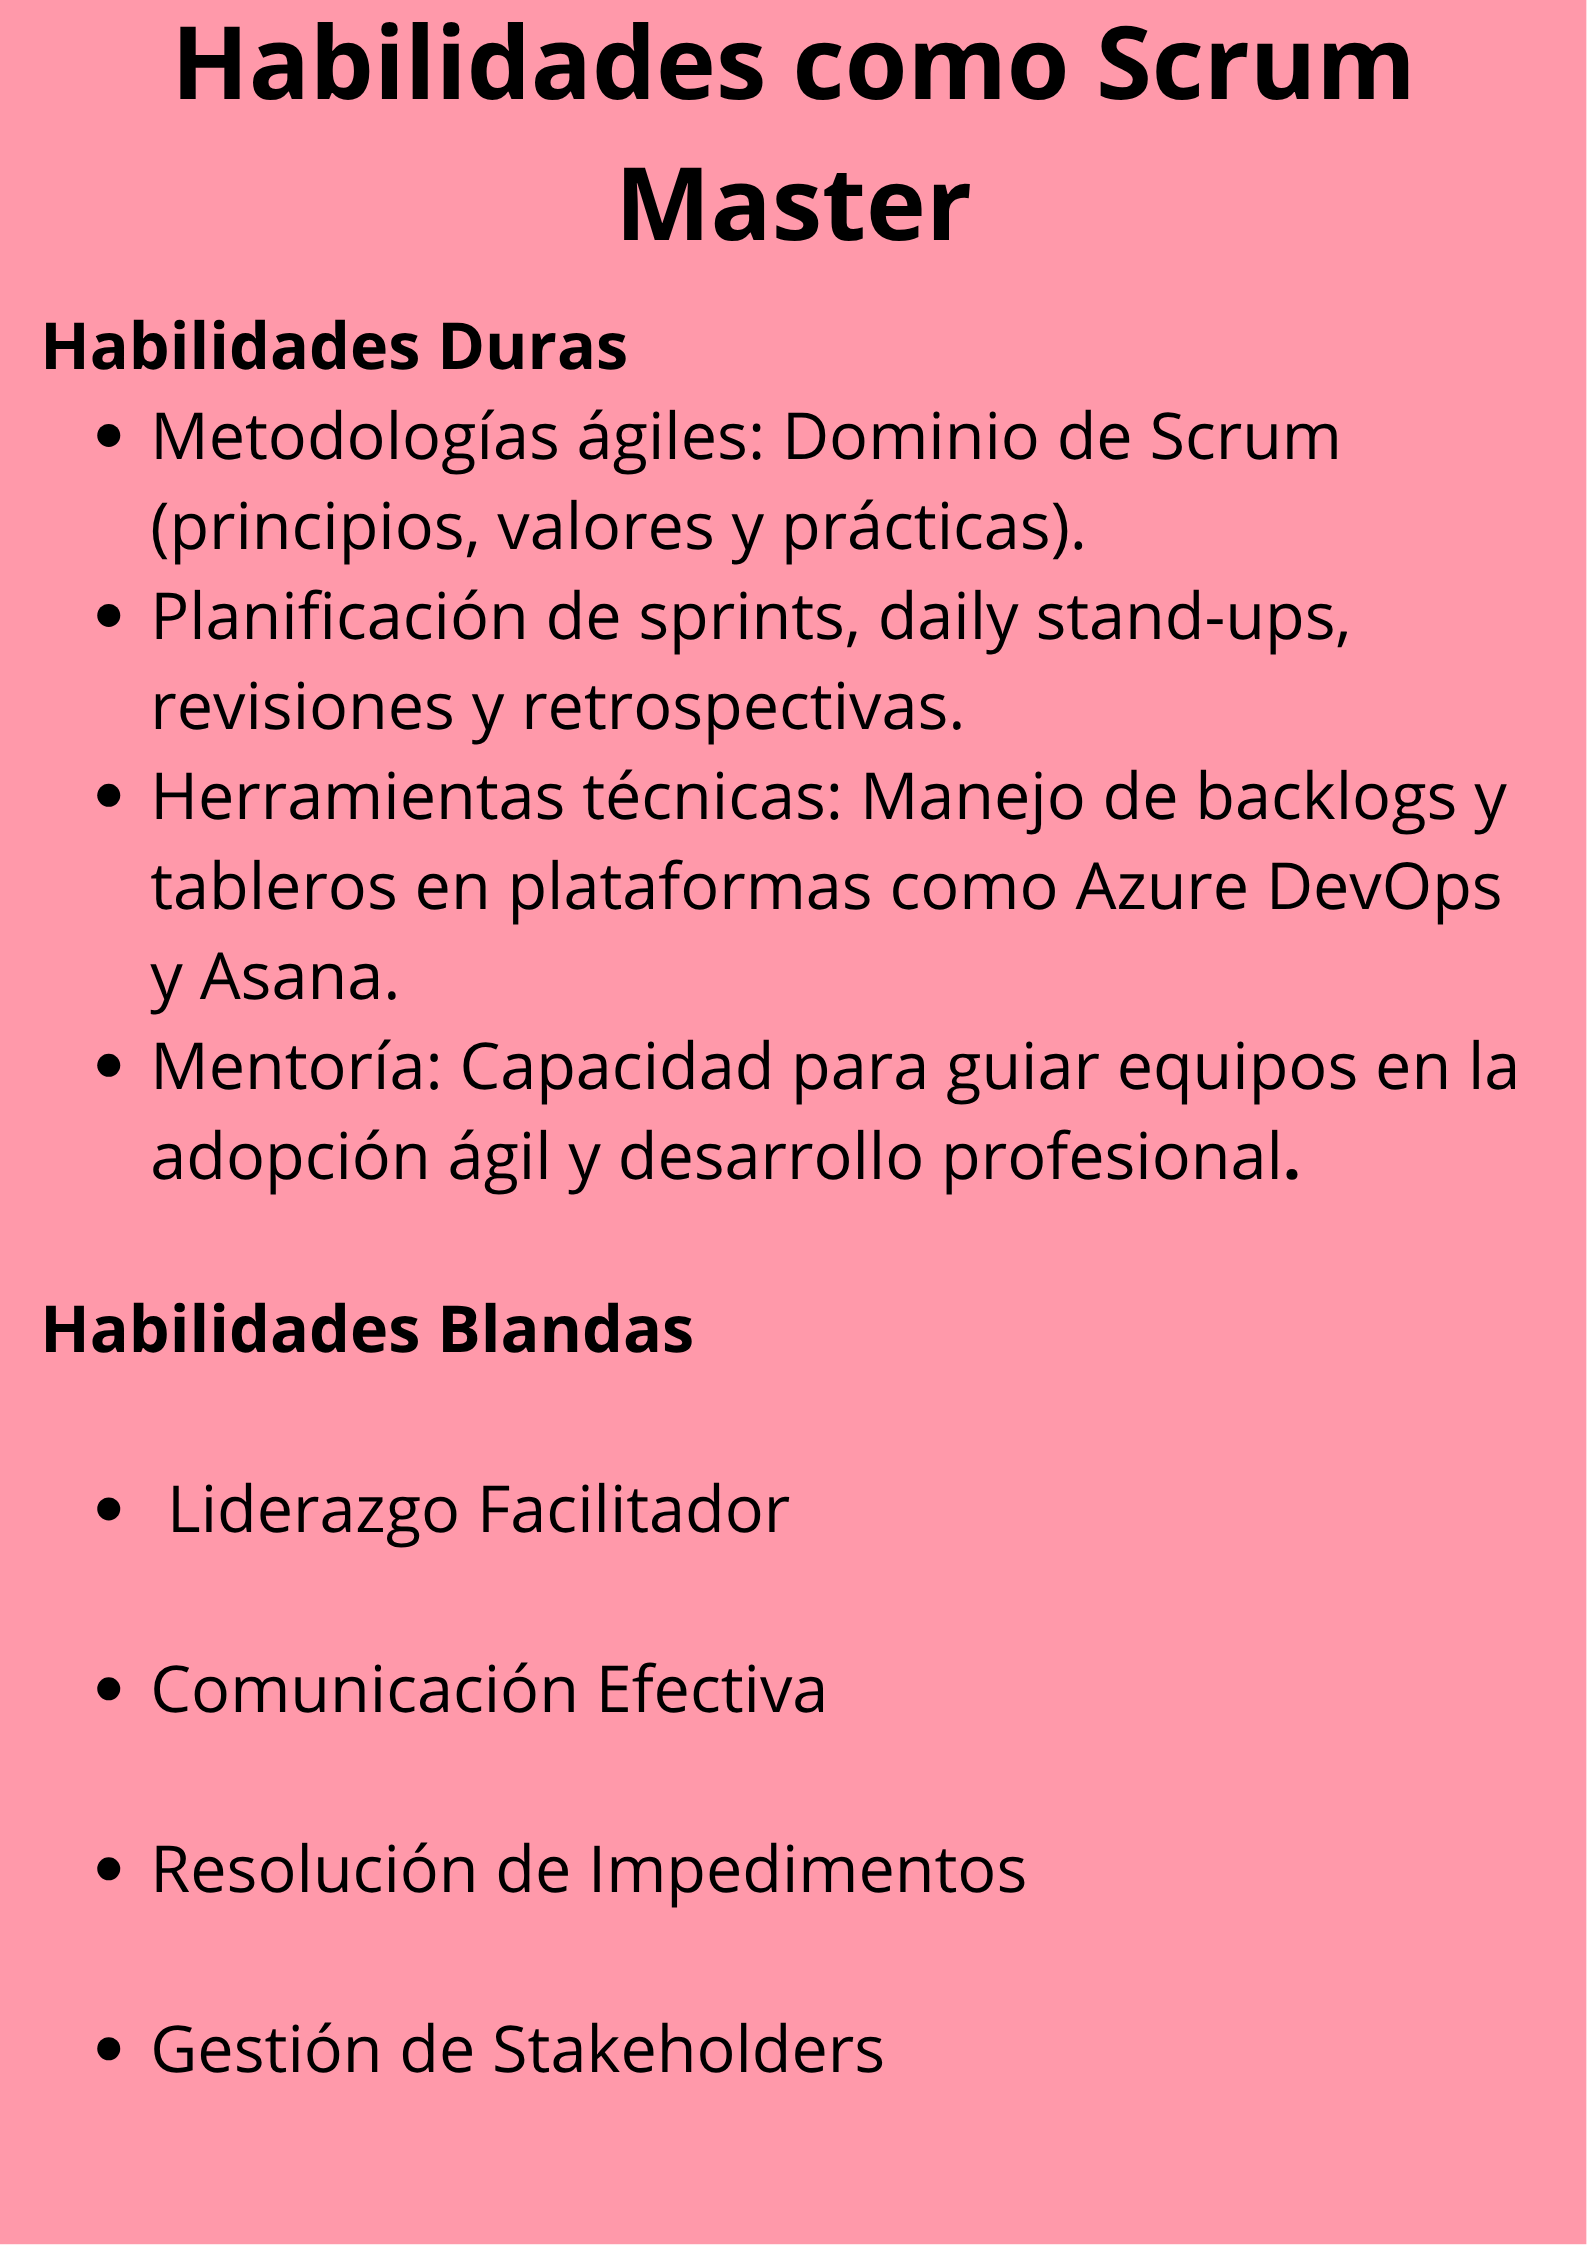 Habilidades como Scrum
Master
Habilidades Duras
• Metodologías ágiles: Dominio de Scrum
(principios, valores y prácticas).
• Planificación de sprints, daily stand-ups,
revisiones y retrospectivas.
• Herramientas técnicas: Manejo de backlogs y
tableros en plataformas como Azure DevOps
y Asana.
• Mentoría: Capacidad para guiar equipos en la
adopción ágil y desarrollo profesional.
Habilidades Blandas
• Liderazgo Facilitador
• Comunicación Efectiva
• Resolución de Impedimentos
• Gestión de Stakeholders